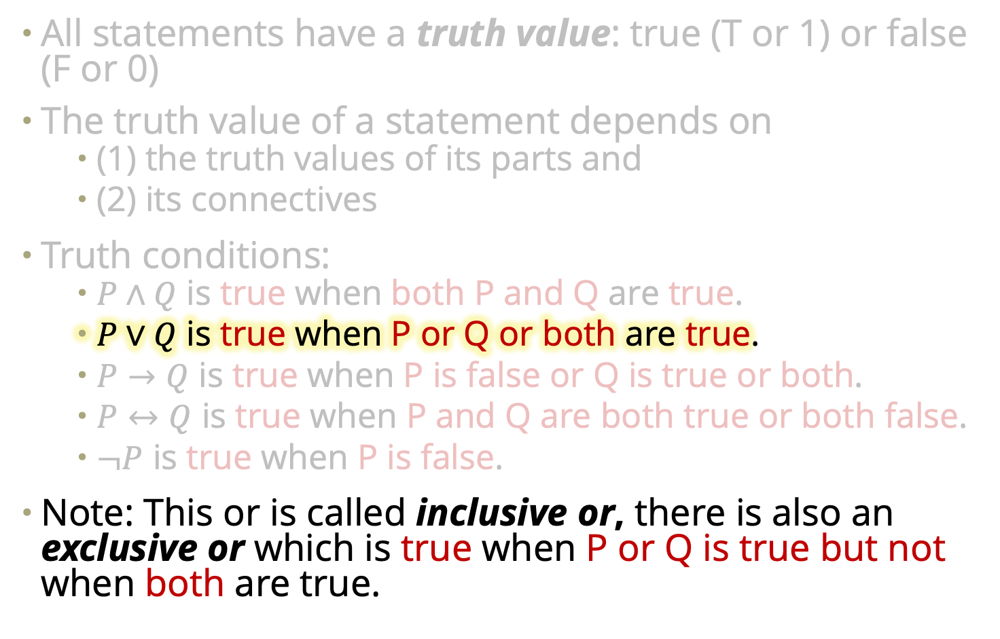 • All statements have a truth value: true (T or 1) or false
(F or 0)
• The truth value of a statement depends on
• (1) the truth values of its parts and
• (2) its connectives
• Truth conditions:
• P ∧ Q is true when both P and Q are true.
• P ∨ Q is true when P or Q or both are true.
• P → Q is true when P is false or Q is true or both.
• P ↔ Q is true when P and Q are both true or both false.
• ¬P is true when P is false.
• Note: This or is called inclusive or, there is also an
exclusive or which is true when P or Q is true but not
when both are true.